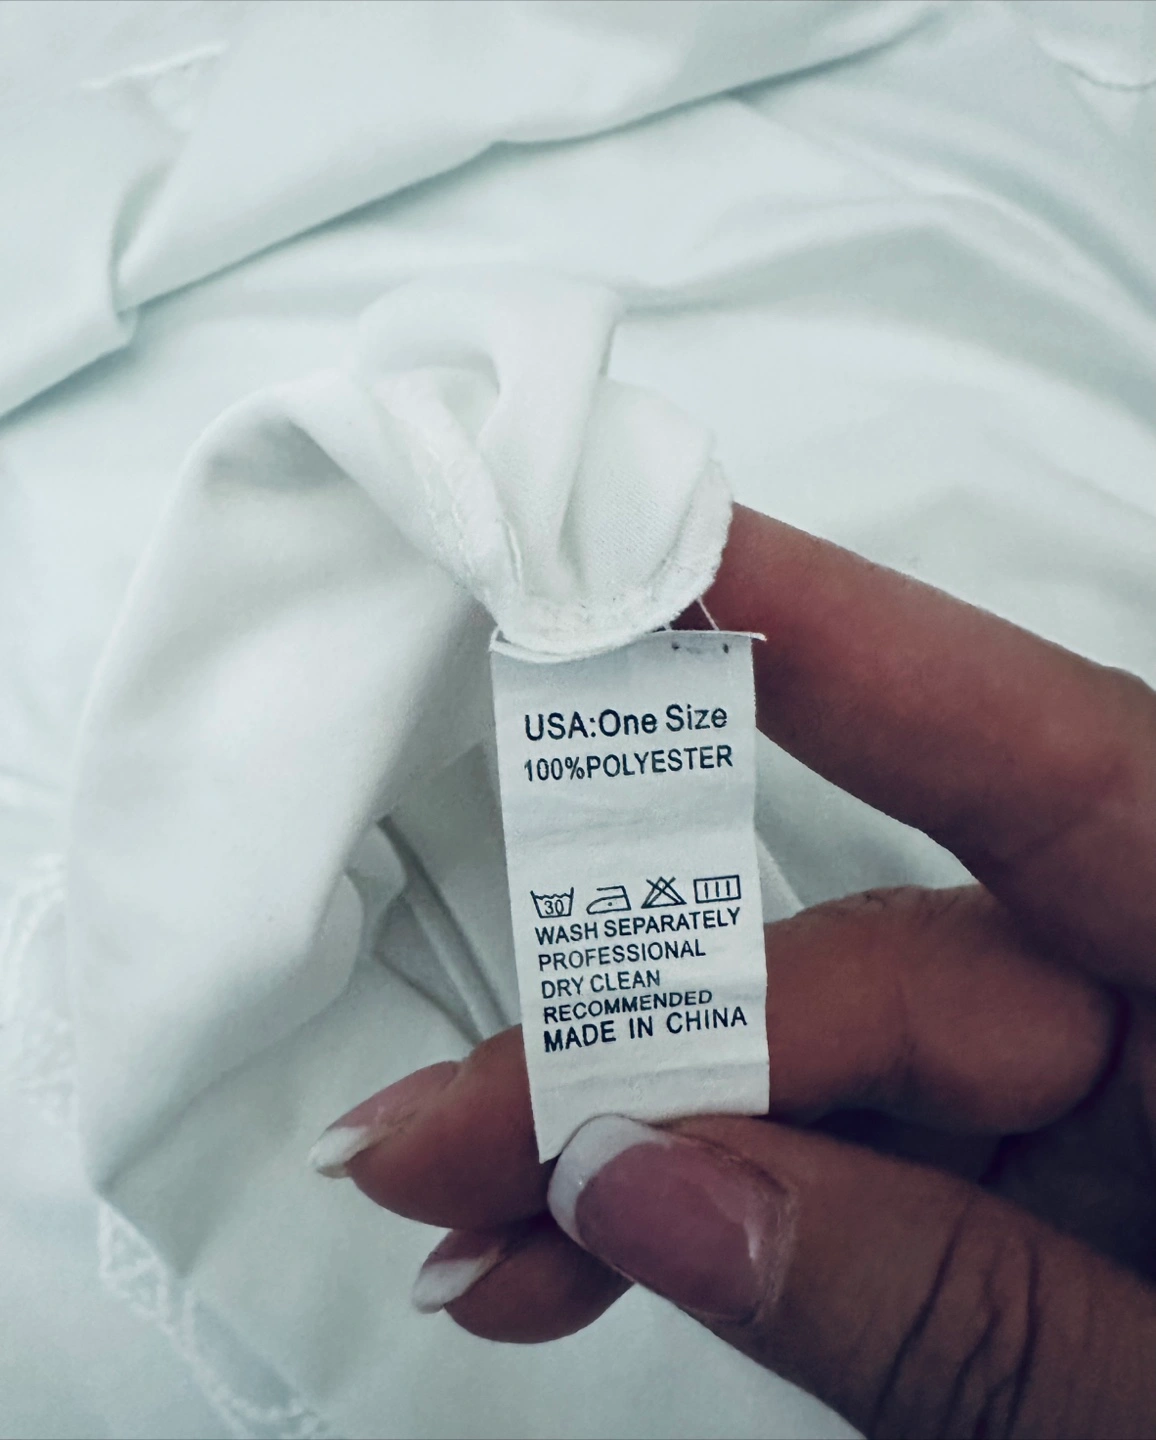 USA:One Size
100%POLYESTER
30
WASH SEPARATELY
PROFESSIONAL
DRY CLEAN
RECOMMENDED
MADE IN CHINA